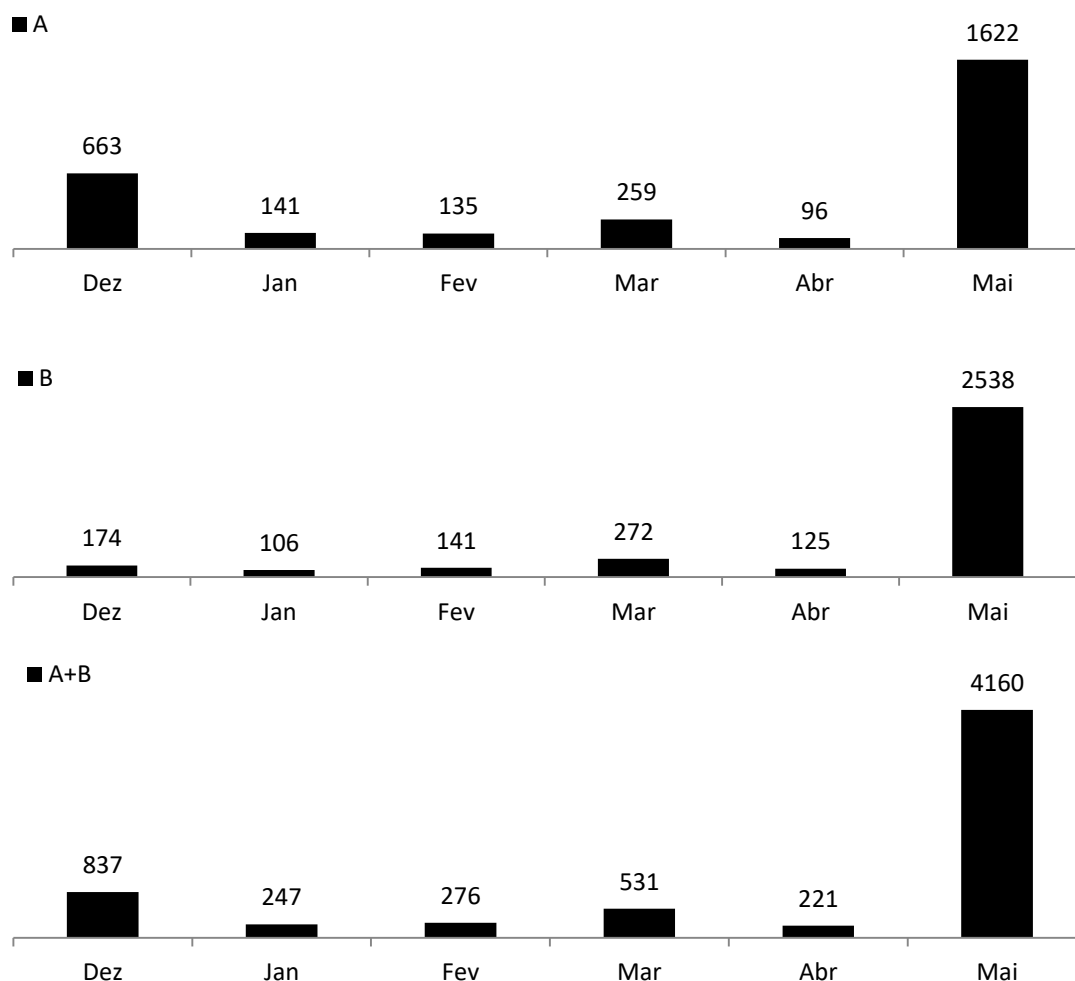 A
1622
663
141 135 259 96
Dez Jan Fev Mar Abr Mai
B
2538
174 106 141 272 125
Dez Jan Fev Mar Abr Mai
A+B
4160
837 247 276 531 221
Dez Jan Fev Mar Abr Mai